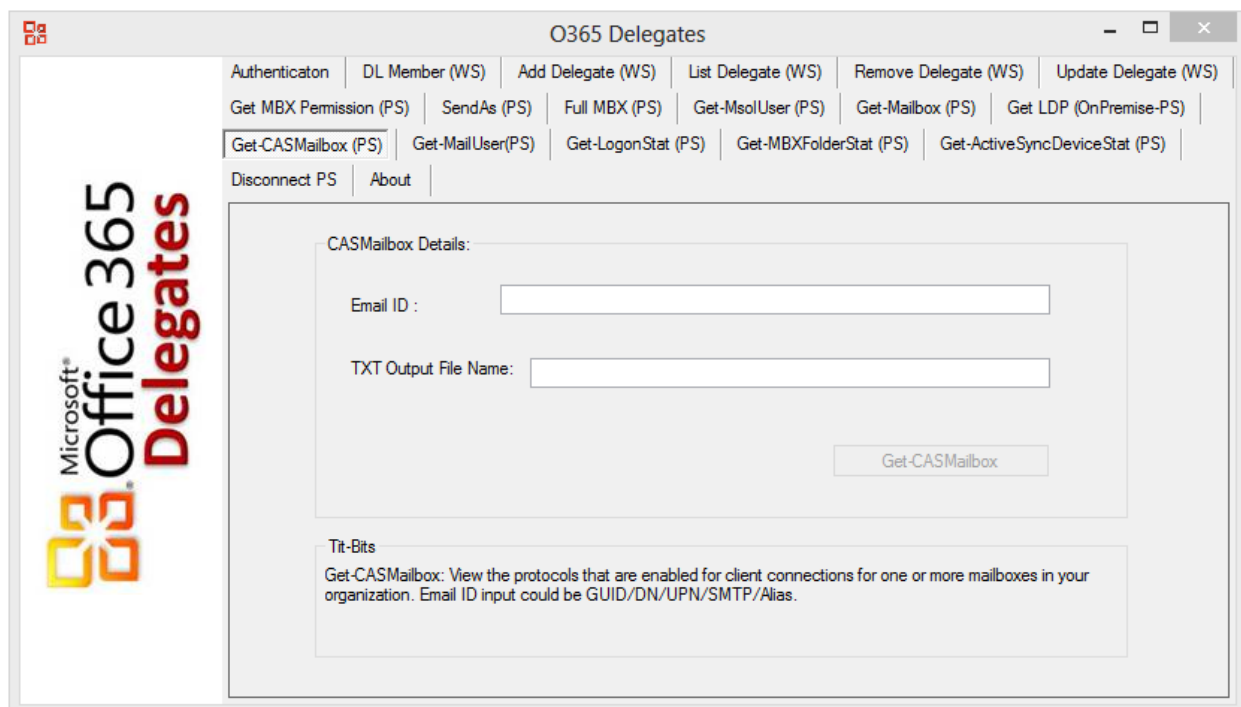 O365 Delegates
Authenticaton DL Member (WS) Add Delegate (WS) List Delegate (WS) Remove Delegate (WS) Update Delegate (WS)
Get MBX Permission (PS) SendAs (PS) Full MBX (PS) Get-MsolUser (PS) Get-Mailbox (PS) Get LDP (OnPremise-PS)
Get-CASMailbox (PS) Get-MailUser(PS) Get-LogonStat (PS) Get-MBXFolderStat (PS) Get-ActiveSyncDeviceStat (PS)
Disconnect PS About
Microsoft®
Office 365
Delegates
CASMailbox Details:
Email ID :
TXT Output File Name:
Get-CASMailbox
Tit-Bits
Get-CASMailbox: View the protocols that are enabled for client connections for one or more mailboxes in your
organization. Email ID input could be GUID/DN/UPN/SMTP/Alias.